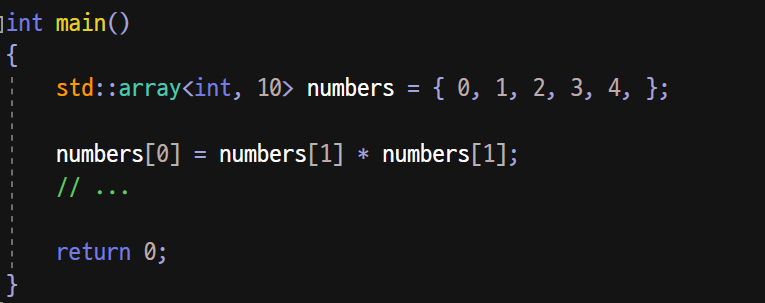 int main()
{
std::array<int, 10> numbers = { 0, 1, 2, 3, 4, };
numbers[0] = numbers[1] * numbers[1];
// ...
return 0;
}